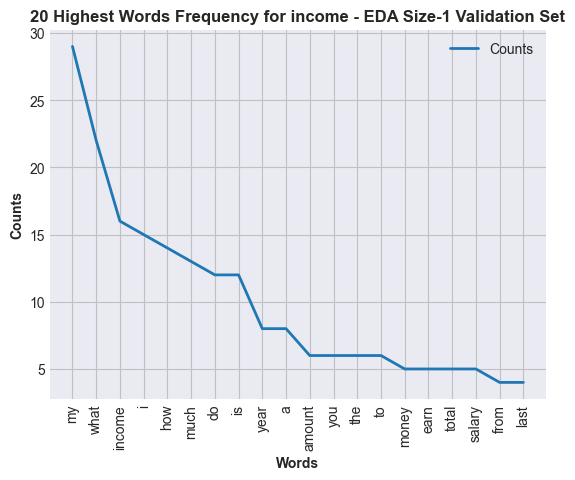 20 Highest Words Frequency for income - EDA Size-1 Validation Set
Counts
30
25
20
15
10
5
Counts
my
what
income
i
how
much
do
is
year
a
amount
you
the
to
money
earn
total
salary
from
last
Words